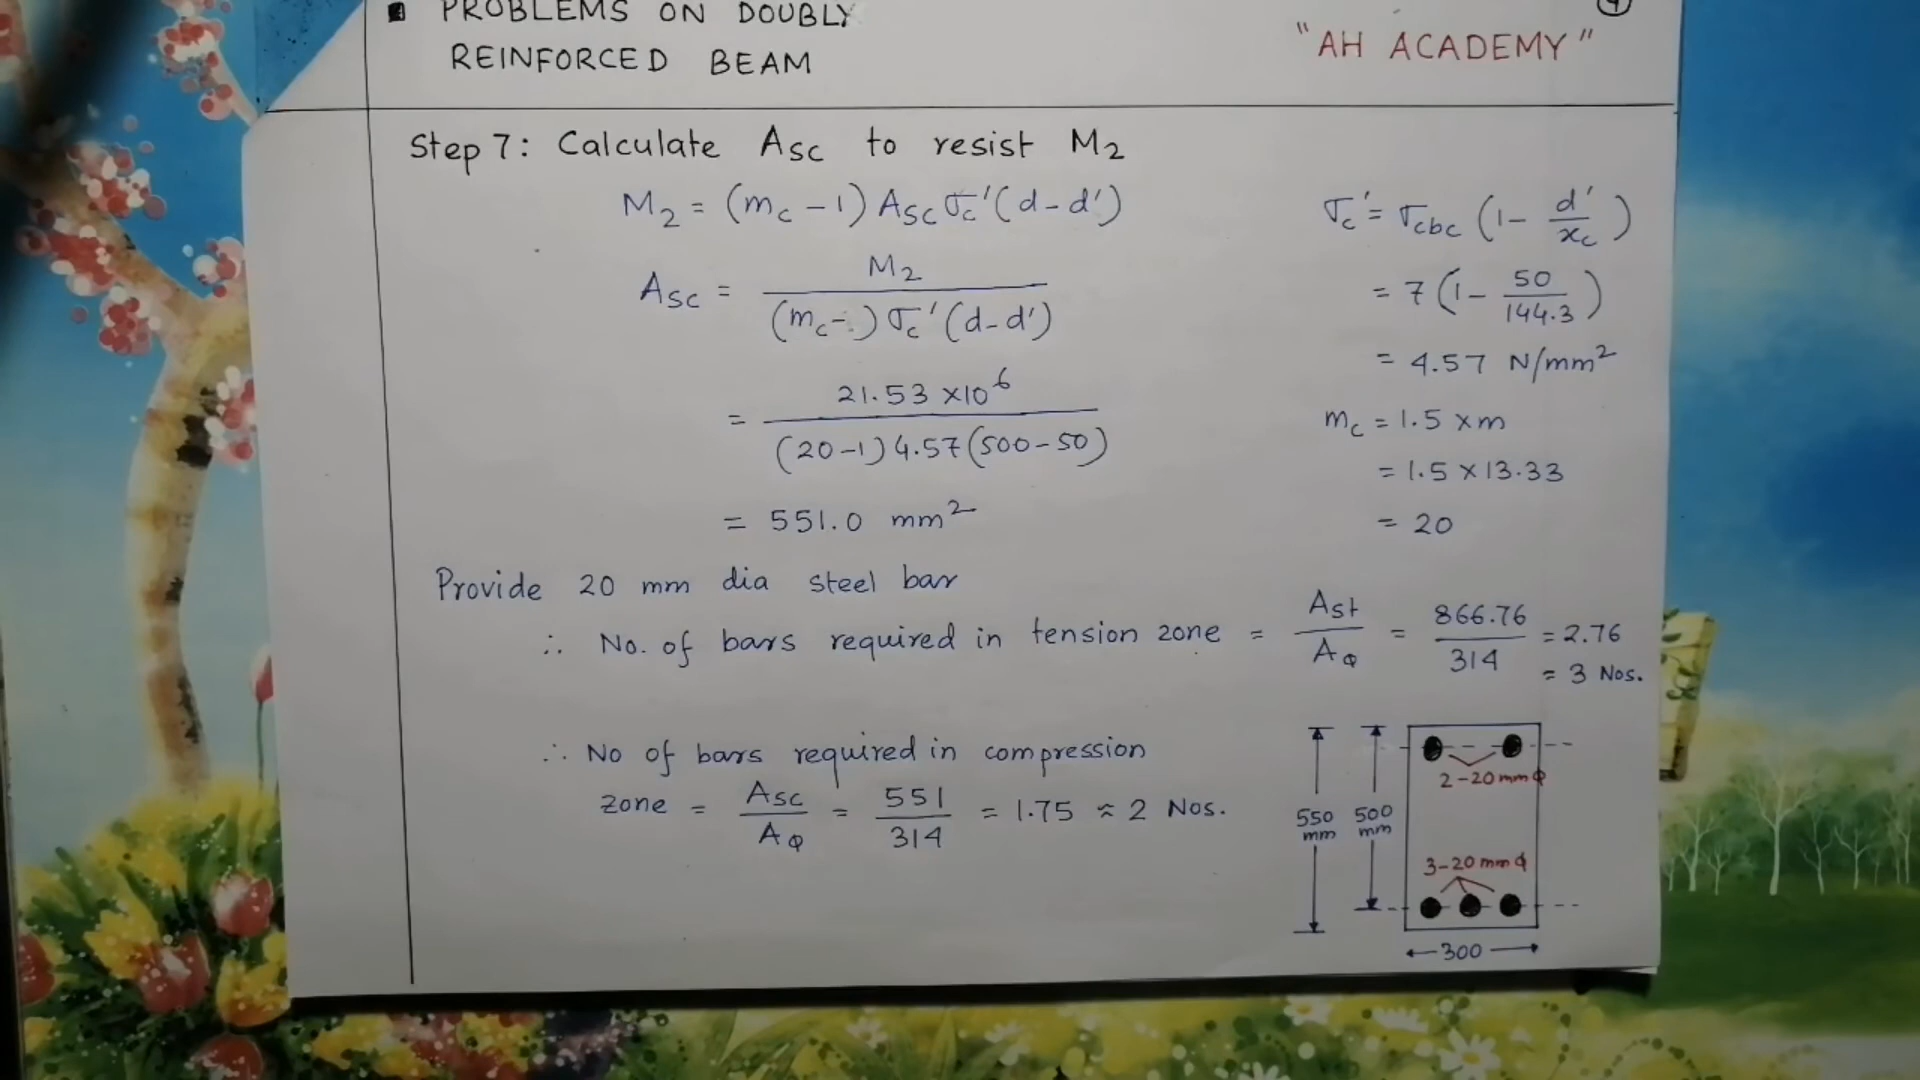 PROBLEMS ON DOUBLY
REINFORCED BEAM
"AH ACADEMY"
Step 7: Calculate Asc to resist M2
M2 = (mc - 1) Asc σc' (d - d')
Asc = M2 / (mc - ) σc' (d - d')
= 21.53 x10^6 / (20-1) 4.57 (500-50)
= 551.0 mm²
σc' = σcbc (1 - d'/xc)
= 7 (1 - 50/144.3)
= 4.57 N/mm²
mc = 1.5 x m
= 1.5 x 13.33
= 20
Provide 20 mm dia steel bar
∴ No. of bars required in tension zone = Ast/Aφ = 866.76/314 = 2.76
= 3 Nos.
∴ No of bars required in compression
zone = Asc/Aφ = 551/314 = 1.75 ≈ 2 Nos.
2-20 mm φ
550 mm
500 mm
3-20 mm φ
300